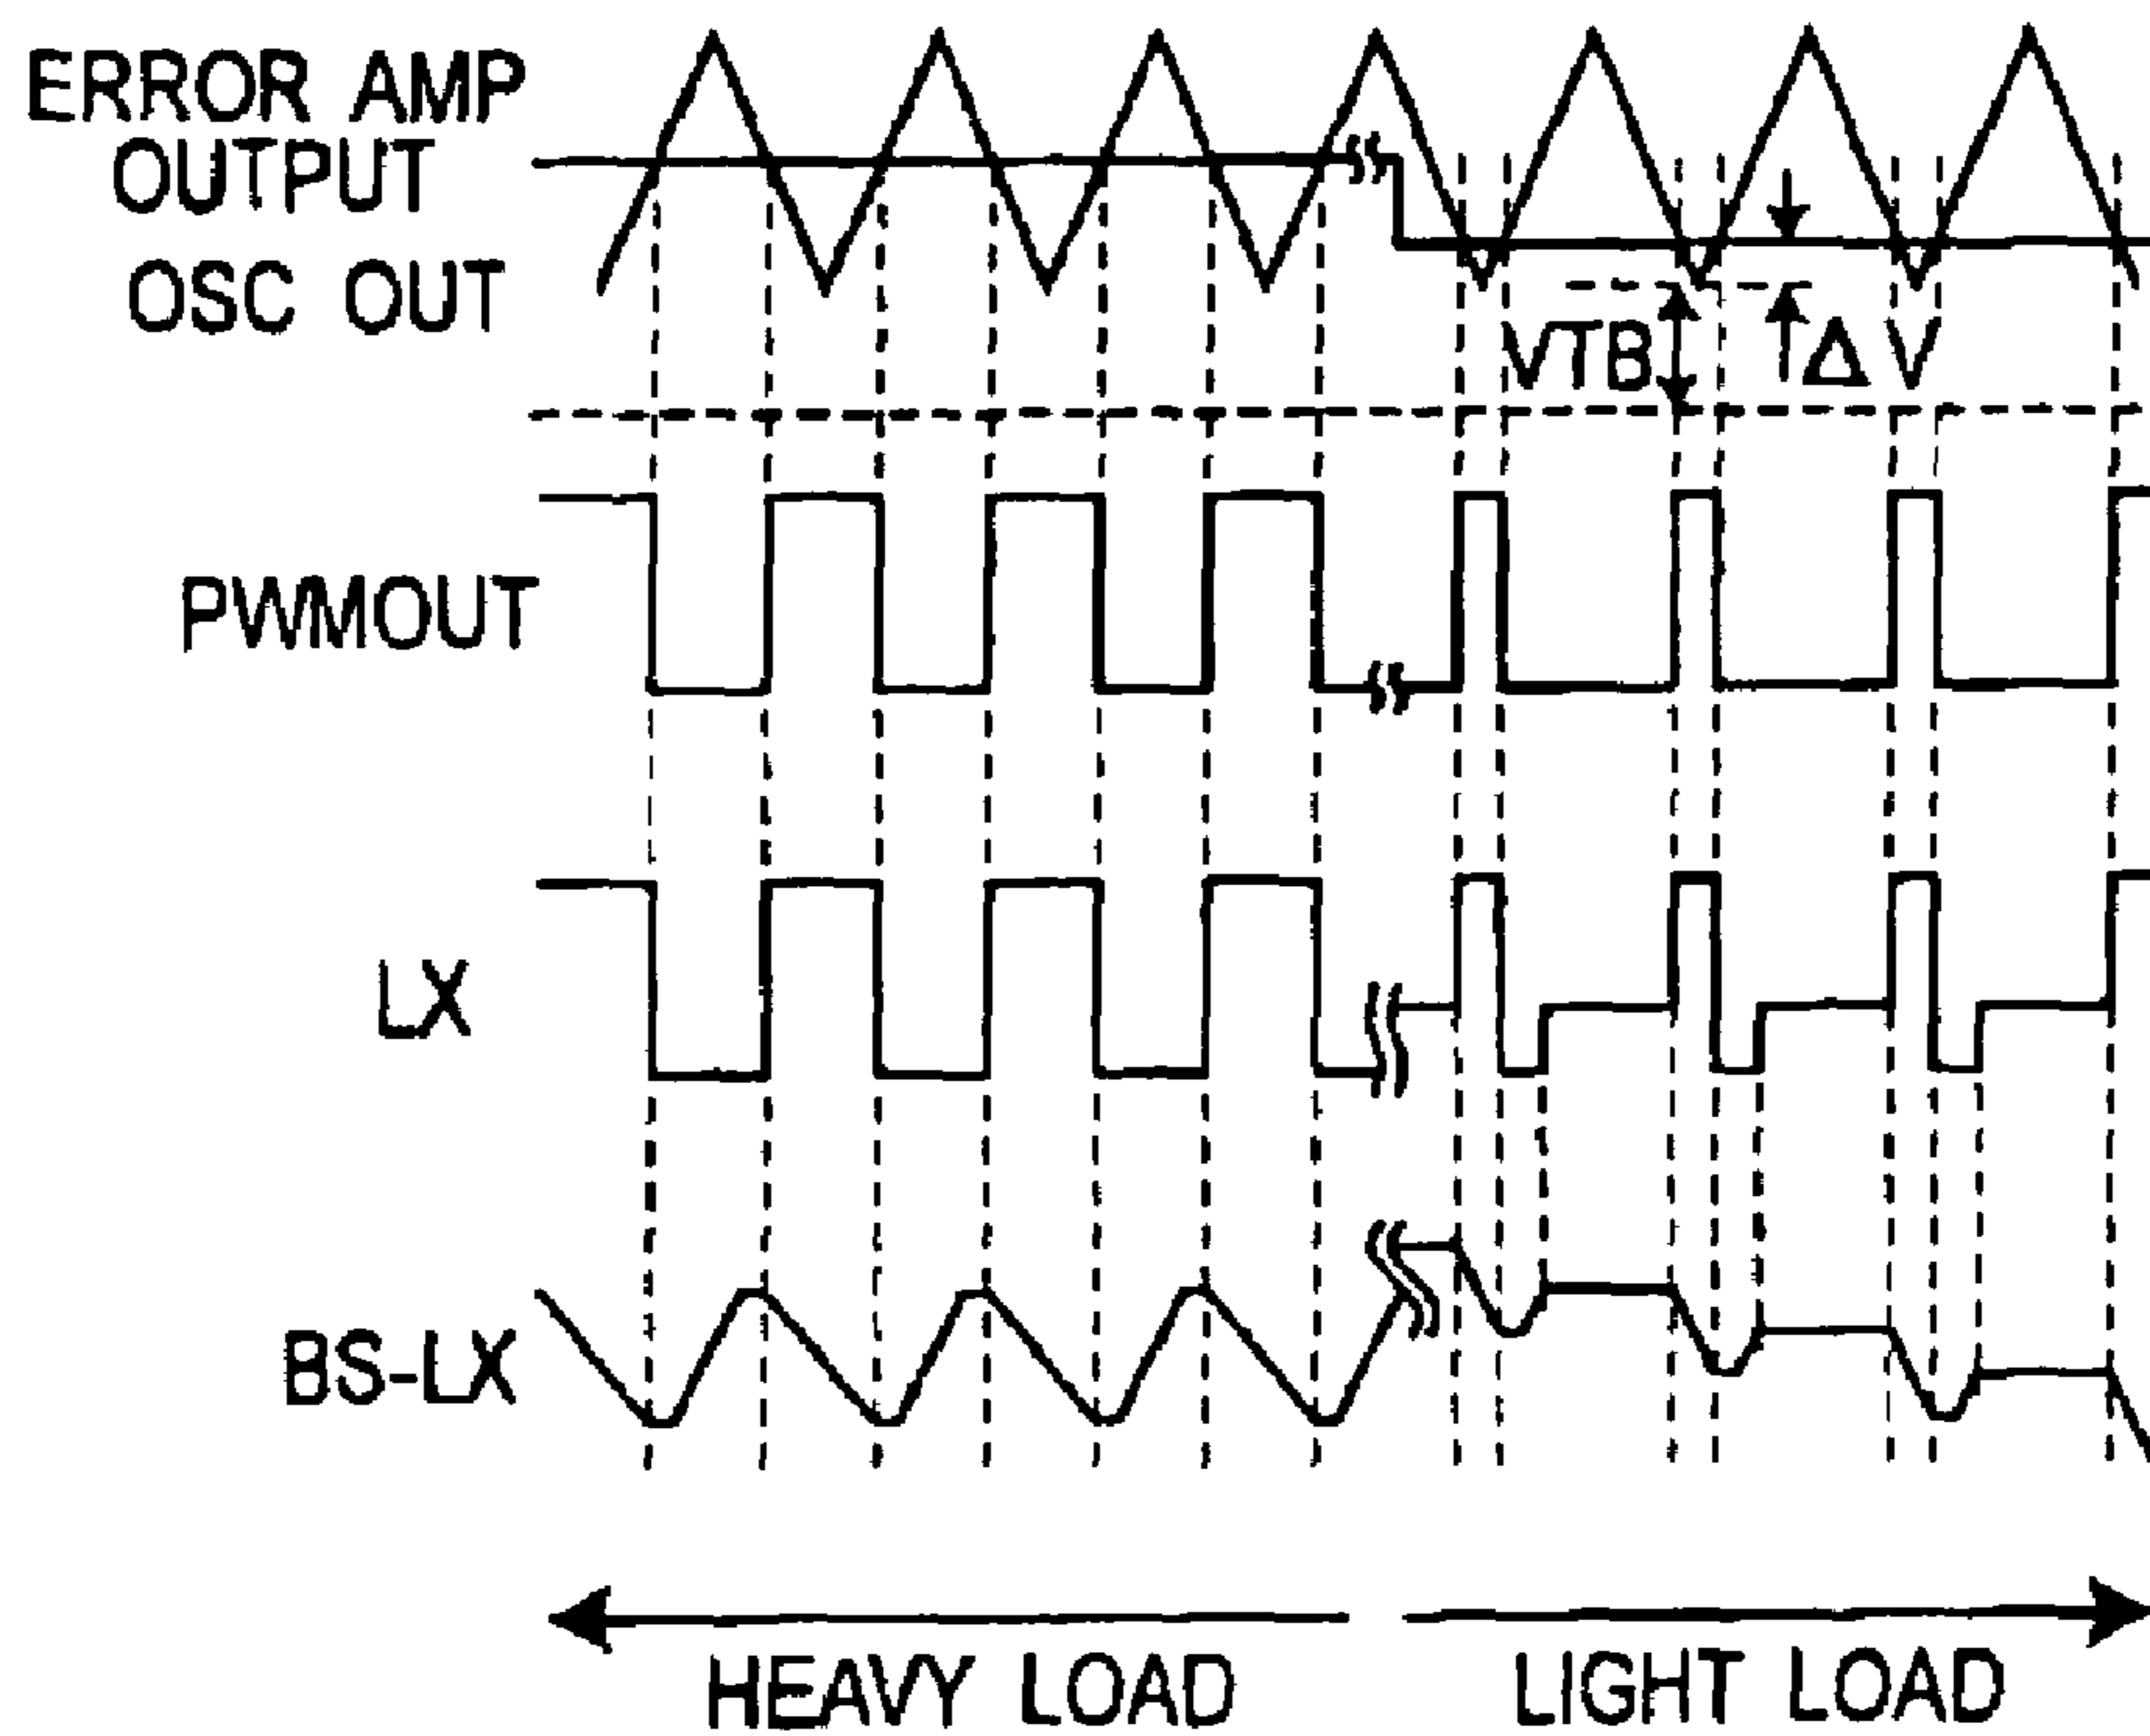 ERROR AMP
OUTPUT
OSC OUT
VTB
ΔV
PWMOUT
LX
BS-LX
HEAVY LOAD
LIGHT LOAD